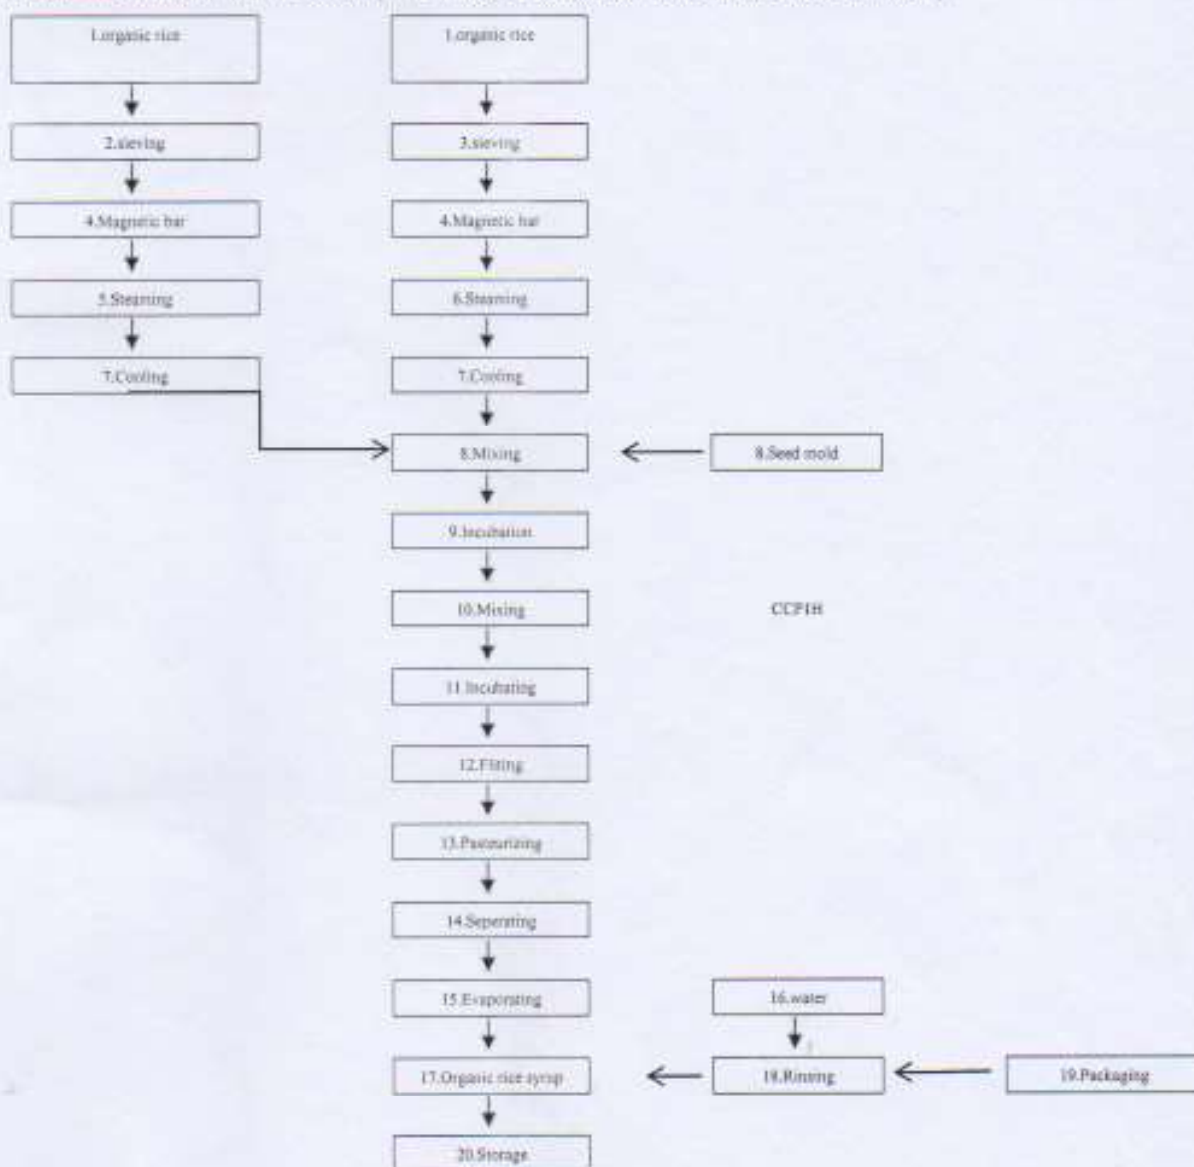 1.organic rice
1.organic rice
2.sieving
3.sieving
4.Magnetic bar
4.Magnetic bar
5.Steaming
6.Steaming
7.Cooling
7.Cooling
8.Mixing
8.Seed mold
9.Incubation
10.Mixing
CCP1H
11.Incubating
13.Pasteurizing
14.Seperating
15.Evaporating
16.water
17.Organic rice syrup
18.Rinsing
19.Packaging
20.Storage